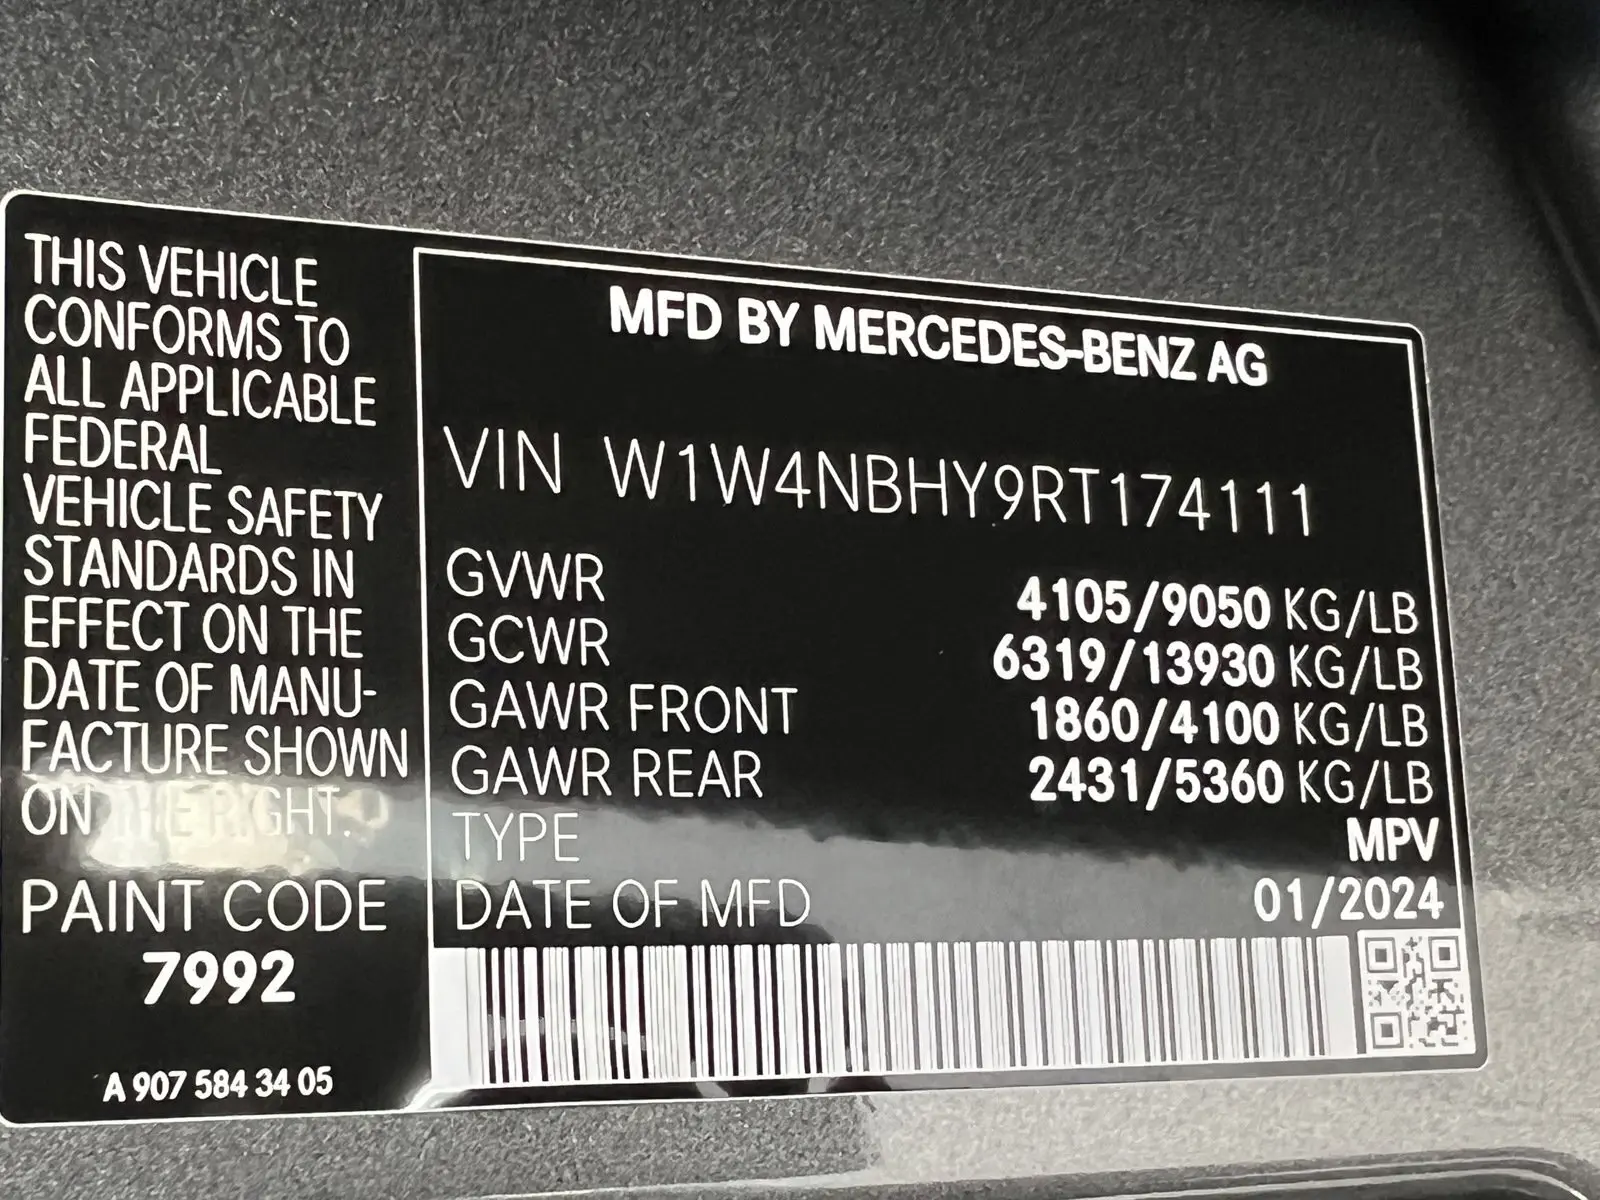 THIS VEHICLE
CONFORMS TO
ALL APPLICABLE
FEDERAL
VEHICLE SAFETY
STANDARDS IN
EFFECT ON THE
DATE OF MANU-
FACTURE SHOWN
ON THE RIGHT.
PAINT CODE
7992
A 907 584 34 05
MFD BY MERCEDES-BENZ AG
VIN W1W4NBHY9RT174111
GVWR 4105/9050 KG/LB
GCWR 6319/13930 KG/LB
GAWR FRONT 1860/4100 KG/LB
GAWR REAR 2431/5360 KG/LB
TYPE MPV
DATE OF MFD 01/2024